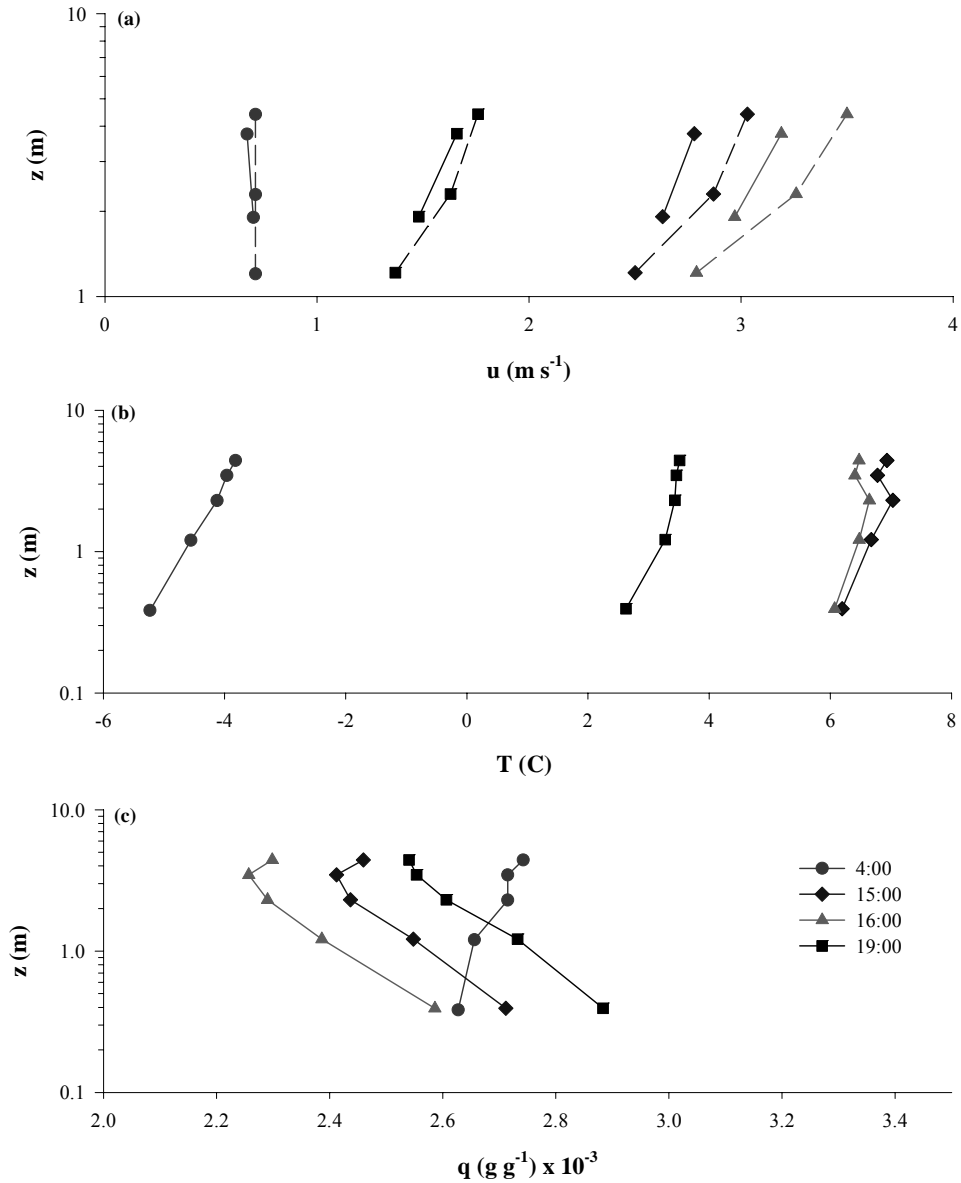 (a)
10
z (m)
1
0 1 2 3 4
u (m s⁻¹)
(b)
10
z (m)
1
0.1
-6 -4 -2 0 2 4 6 8
T (C)
(c)
10.0
z (m)
1.0
0.1
4:00
15:00
16:00
19:00
2.0 2.2 2.4 2.6 2.8 3.0 3.2 3.4
q (g g⁻¹) x 10⁻³